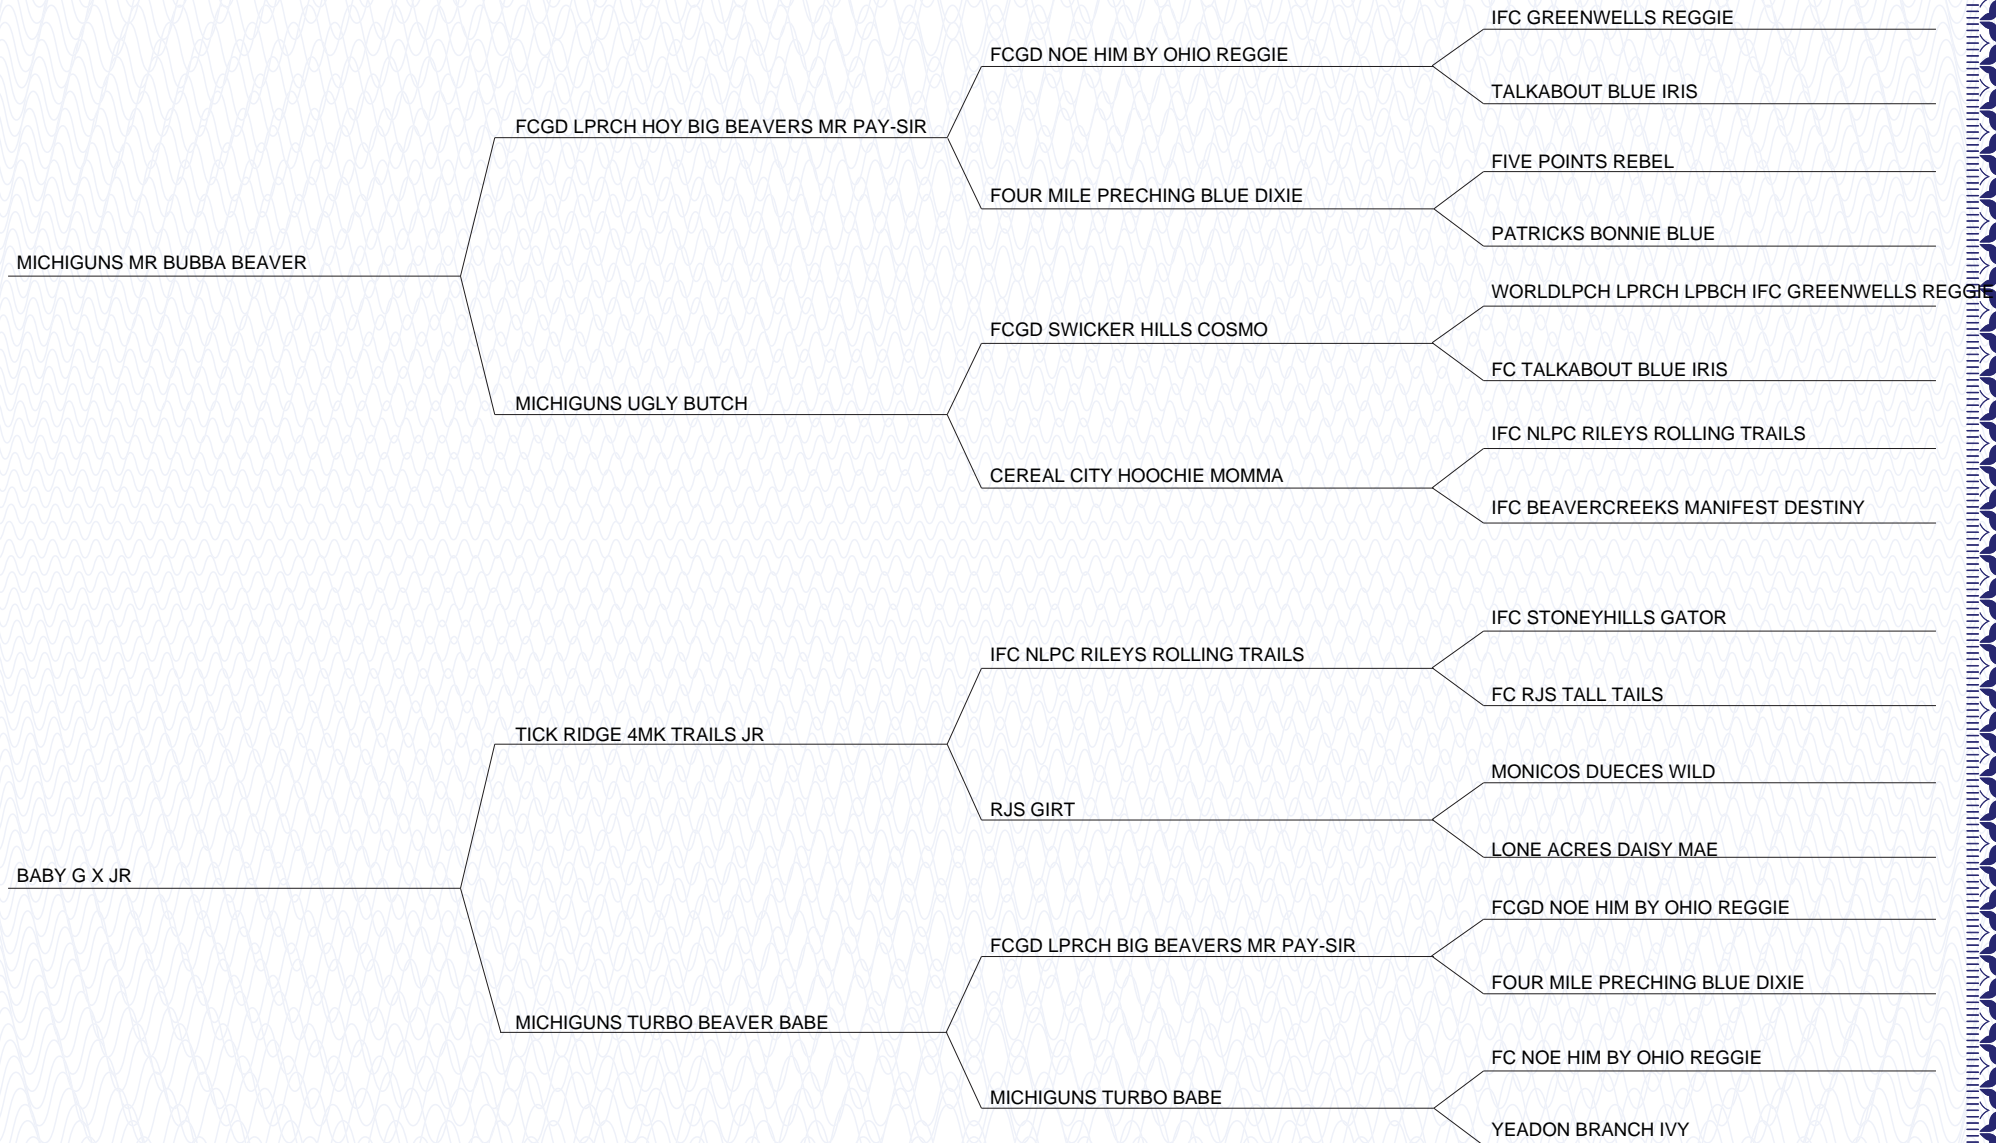 IFC GREENWELLS REGGIE
FCGD NOE HIM BY OHIO REGGIE
TALKABOUT BLUE IRIS
FCGD LPRCH HOY BIG BEAVERS MR PAY-SIR
FIVE POINTS REBEL
FOUR MILE PRECHING BLUE DIXIE
PATRICKS BONNIE BLUE
MICHIGUNS MR BUBBA BEAVER
WORLDLPCH LPRCH LPBCH IFC GREENWELLS REGGIE
FCGD SWICKER HILLS COSMO
FC TALKABOUT BLUE IRIS
MICHIGUNS UGLY BUTCH
IFC NLPC RILEYS ROLLING TRAILS
CEREAL CITY HOOCHIE MOMMA
IFC BEAVERCREEKS MANIFEST DESTINY
IFC STONEYHILLS GATOR
IFC NLPC RILEYS ROLLING TRAILS
FC RJS TALL TAILS
TICK RIDGE 4MK TRAILS JR
MONICOS DUECES WILD
RJS GIRT
LONE ACRES DAISY MAE
BABY G X JR
FCGD NOE HIM BY OHIO REGGIE
FCGD LPRCH BIG BEAVERS MR PAY-SIR
FOUR MILE PRECHING BLUE DIXIE
MICHIGUNS TURBO BEAVER BABE
FC NOE HIM BY OHIO REGGIE
MICHIGUNS TURBO BABE
YEADON BRANCH IVY